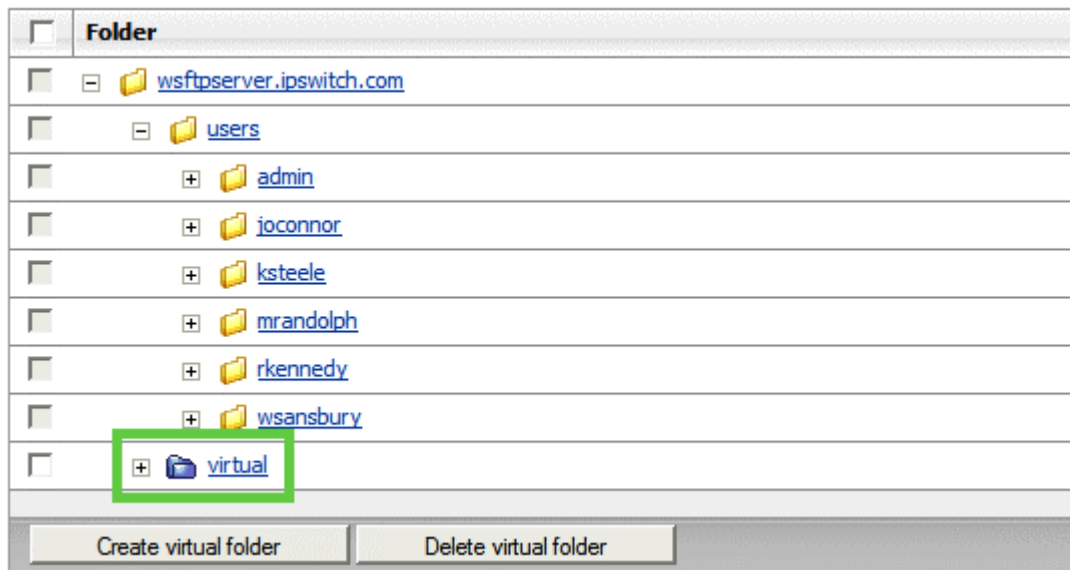 Folder
wsftpserver.ipswitch.com
users
admin
joconnor
ksteele
mrandolph
rkennedy
wsansbury
virtual
Create virtual folder Delete virtual folder